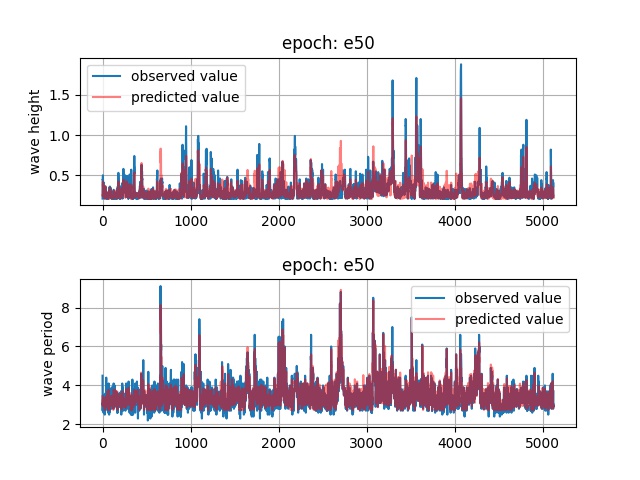 epoch: e50
wave height
1.5
1.0
0.5
observed value
predicted value
0 1000 2000 3000 4000 5000
epoch: e50
wave period
8
6
4
2
observed value
predicted value
0 1000 2000 3000 4000 5000